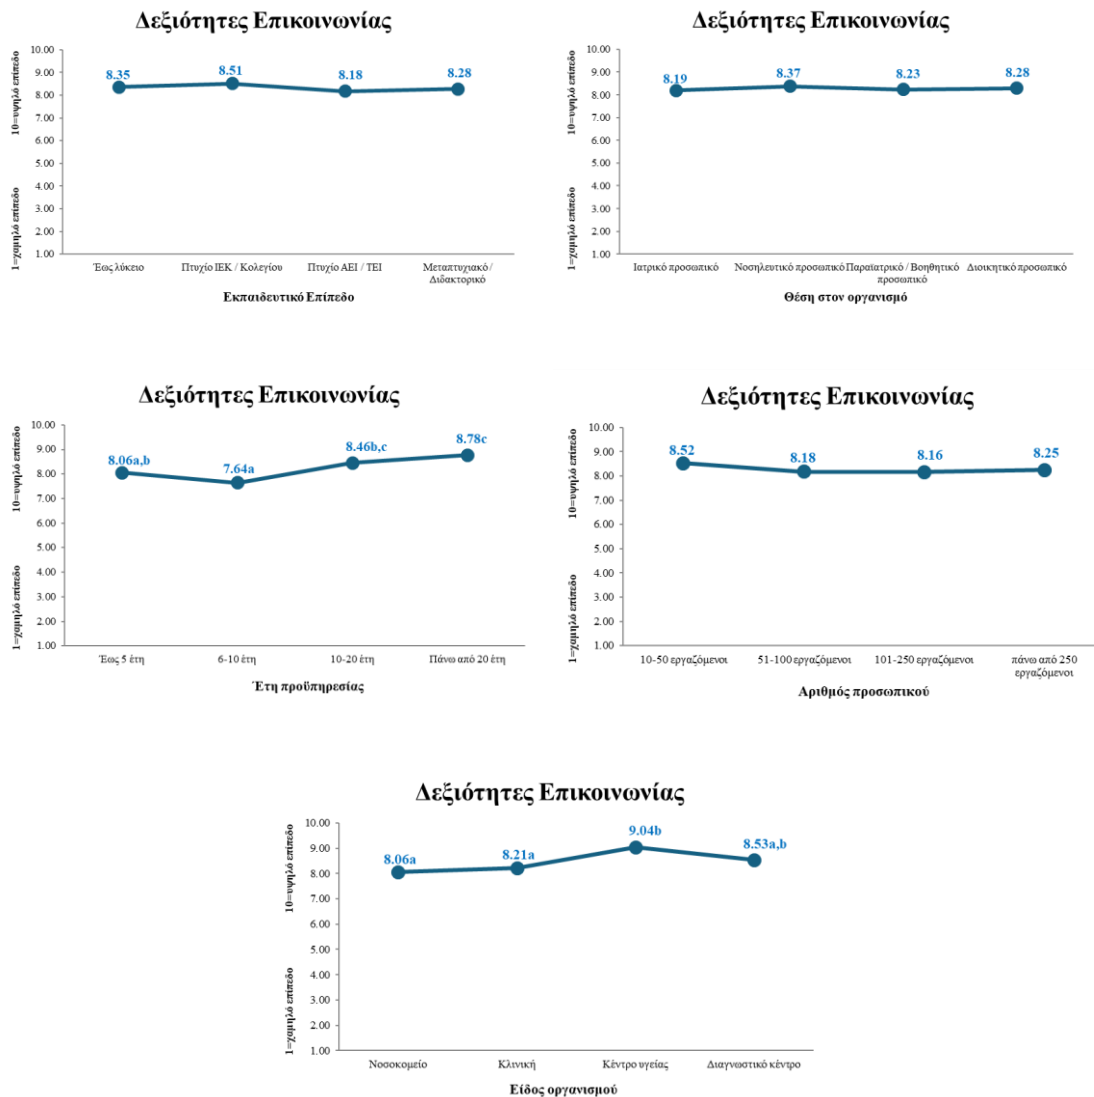 Δεξιότητες Επικοινωνίας
10.00
9.00
8.00
7.00
6.00
5.00
4.00
3.00
2.00
1.00
10=υψηλό επίπεδο
1=χαμηλό επίπεδο
8.35
8.51
8.18
8.28
Έως λύκειο
Πτυχίο ΙΕΚ / Κολεγίου
Πτυχίο ΑΕΙ / ΤΕΙ
Μεταπτυχιακό /
Διδακτορικό
Εκπαιδευτικό Επίπεδο
Δεξιότητες Επικοινωνίας
10.00
9.00
8.00
7.00
6.00
5.00
4.00
3.00
2.00
1.00
10=υψηλό επίπεδο
1=χαμηλό επίπεδο
8.19
8.37
8.23
8.28
Ιατρικό προσωπικό
Νοσηλευτικό προσωπικό
Παραϊατρικό / Βοηθητικό
προσωπικό
Διοικητικό προσωπικό
Θέση στον οργανισμό
Δεξιότητες Επικοινωνίας
10.00
9.00
8.00
7.00
6.00
5.00
4.00
3.00
2.00
1.00
10=υψηλό επίπεδο
1=χαμηλό επίπεδο
8.06a,b
7.64a
8.46b,c
8.78c
Έως 5 έτη
6-10 έτη
10-20 έτη
Πάνω από 20 έτη
Έτη προϋπηρεσίας
Δεξιότητες Επικοινωνίας
10.00
9.00
8.00
7.00
6.00
5.00
4.00
3.00
2.00
1.00
10=υψηλό επίπεδο
1=χαμηλό επίπεδο
8.52
8.18
8.16
8.25
10-50 εργαζόμενοι
51-100 εργαζόμενοι
101-250 εργαζόμενοι
πάνω από 250
εργαζόμενοι
Αριθμός προσωπικού
Δεξιότητες Επικοινωνίας
10.00
9.00
8.00
7.00
6.00
5.00
4.00
3.00
2.00
1.00
10=υψηλό επίπεδο
1=χαμηλό επίπεδο
8.06a
8.21a
9.04b
8.53a,b
Νοσοκομείο
Κλινική
Κέντρο υγείας
Διαγνωστικό κέντρο
Είδος οργανισμού